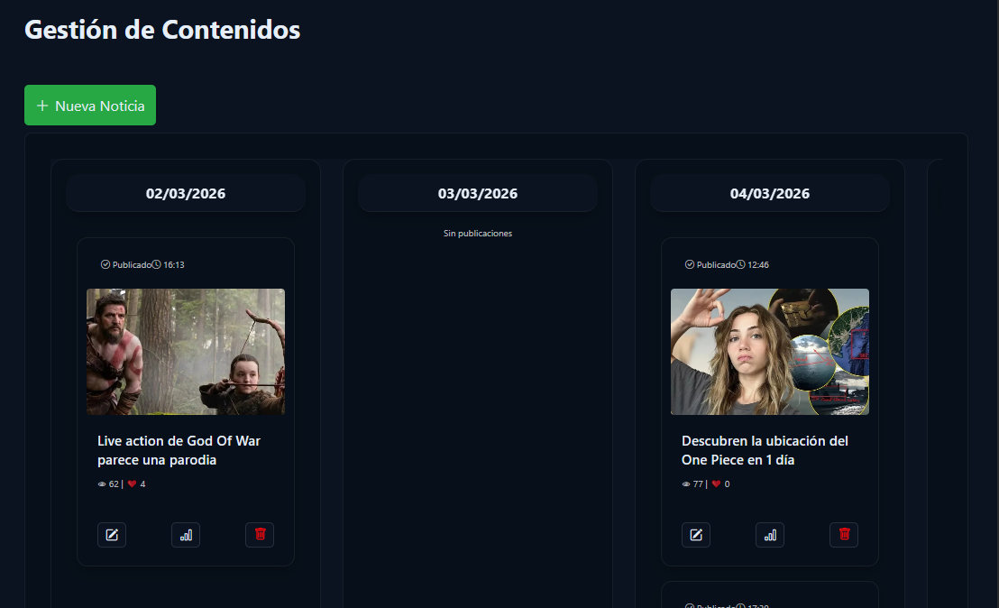 Gestión de Contenidos
+ Nueva Noticia
02/03/2026
Publicado 16:13
Live action de God Of War
parece una parodia
62 | 4
03/03/2026
Sin publicaciones
04/03/2026
Publicado 12:46
Descubren la ubicación del
One Piece en 1 día
77 | 0
Publicado 17:20